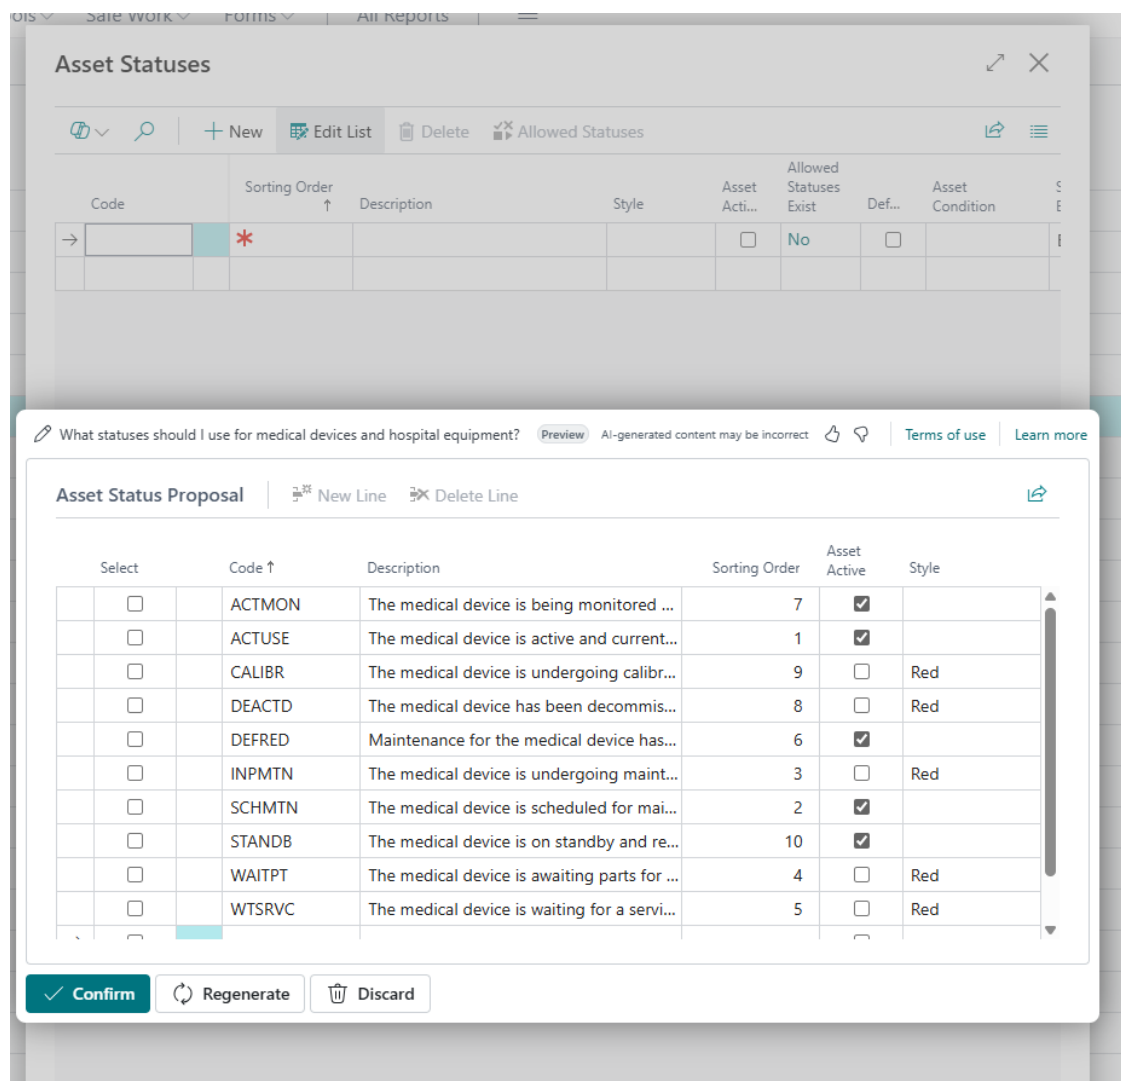 Safe Work
Forms
All Reports
Asset Statuses
New
Edit List
Delete
Allowed Statuses
Code
Sorting Order ↑
Description
Style
Asset Acti...
Allowed Statuses Exist
Def...
Asset Condition
No
What statuses should I use for medical devices and hospital equipment?
Preview
AI-generated content may be incorrect
Terms of use
Learn more
Asset Status Proposal
New Line
Delete Line
Select
Code ↑
Description
Sorting Order
Asset Active
Style
ACTMON The medical device is being monitored ... 7
ACTUSE The medical device is active and current... 1
CALIBR The medical device is undergoing calibr... 9 Red
DEACTD The medical device has been decommis... 8 Red
DEFRED Maintenance for the medical device has... 6
INPMTN The medical device is undergoing maint... 3 Red
SCHMTN The medical device is scheduled for mai... 2
STANDB The medical device is on standby and re... 10
WAITPT The medical device is awaiting parts for ... 4 Red
WTSRVC The medical device is waiting for a servi... 5 Red
Confirm
Regenerate
Discard